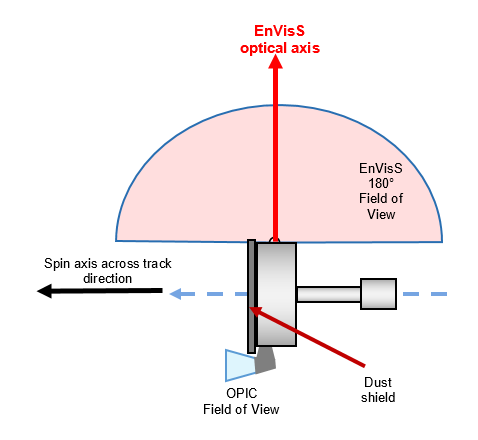 EnVisS
optical axis
EnVisS
180°
Field of
View
Spin axis across track
direction
Dust
shield
OPIC
Field of View